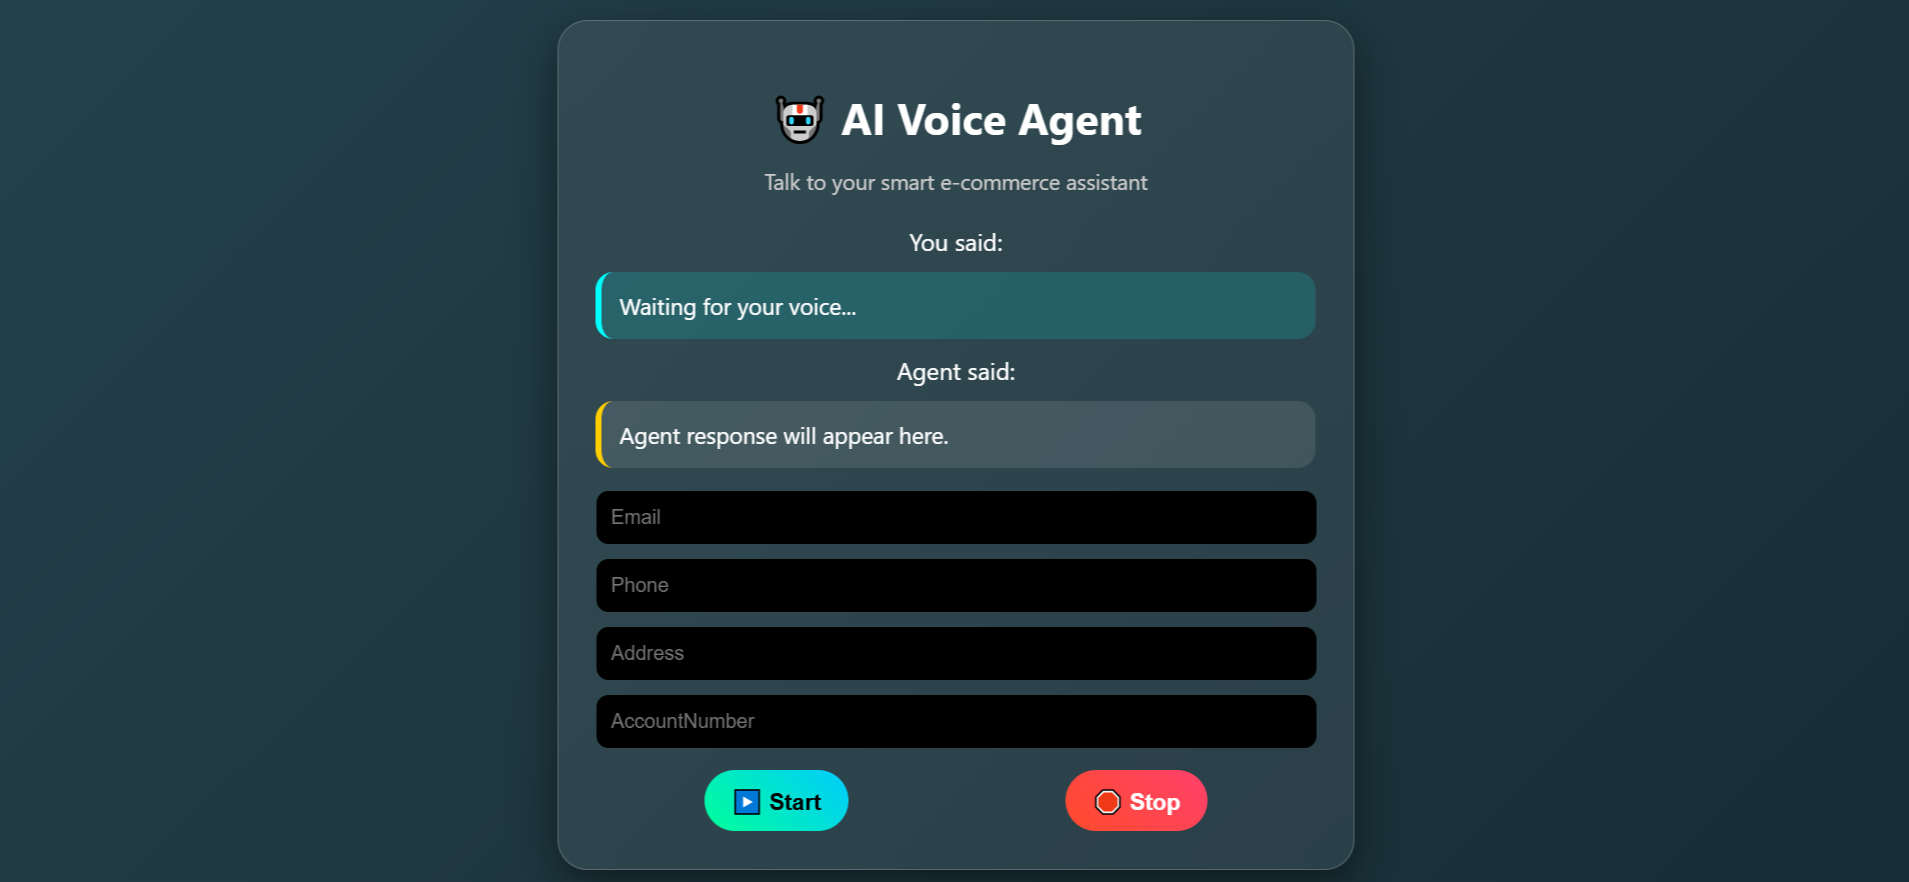 AI Voice Agent
Talk to your smart e-commerce assistant
You said:
Waiting for your voice...
Agent said:
Agent response will appear here.
Email
Phone
Address
AccountNumber
Start
Stop